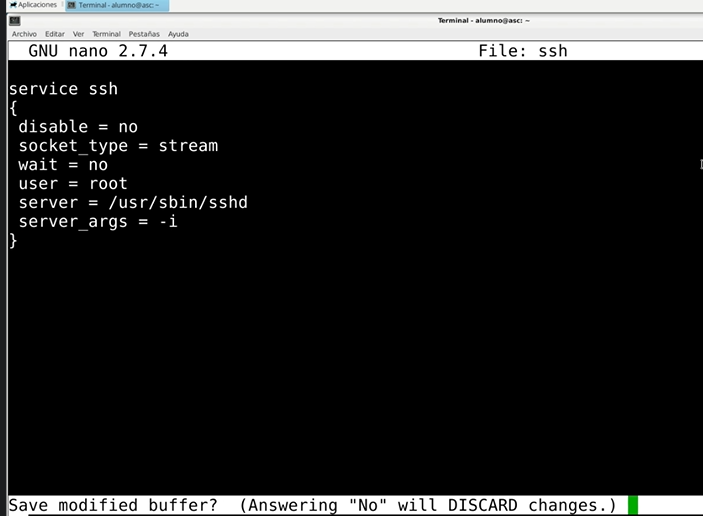 Aplicaciones Terminal - alumno@asc: ~
Terminal - alumno@asc: ~
Archivo Editar Ver Terminal Pestañas Ayuda
GNU nano 2.7.4 File: ssh
service ssh
{
disable = no
socket_type = stream
wait = no
user = root
server = /usr/sbin/sshd
server_args = -i
}
Save modified buffer? (Answering "No" will DISCARD changes.)